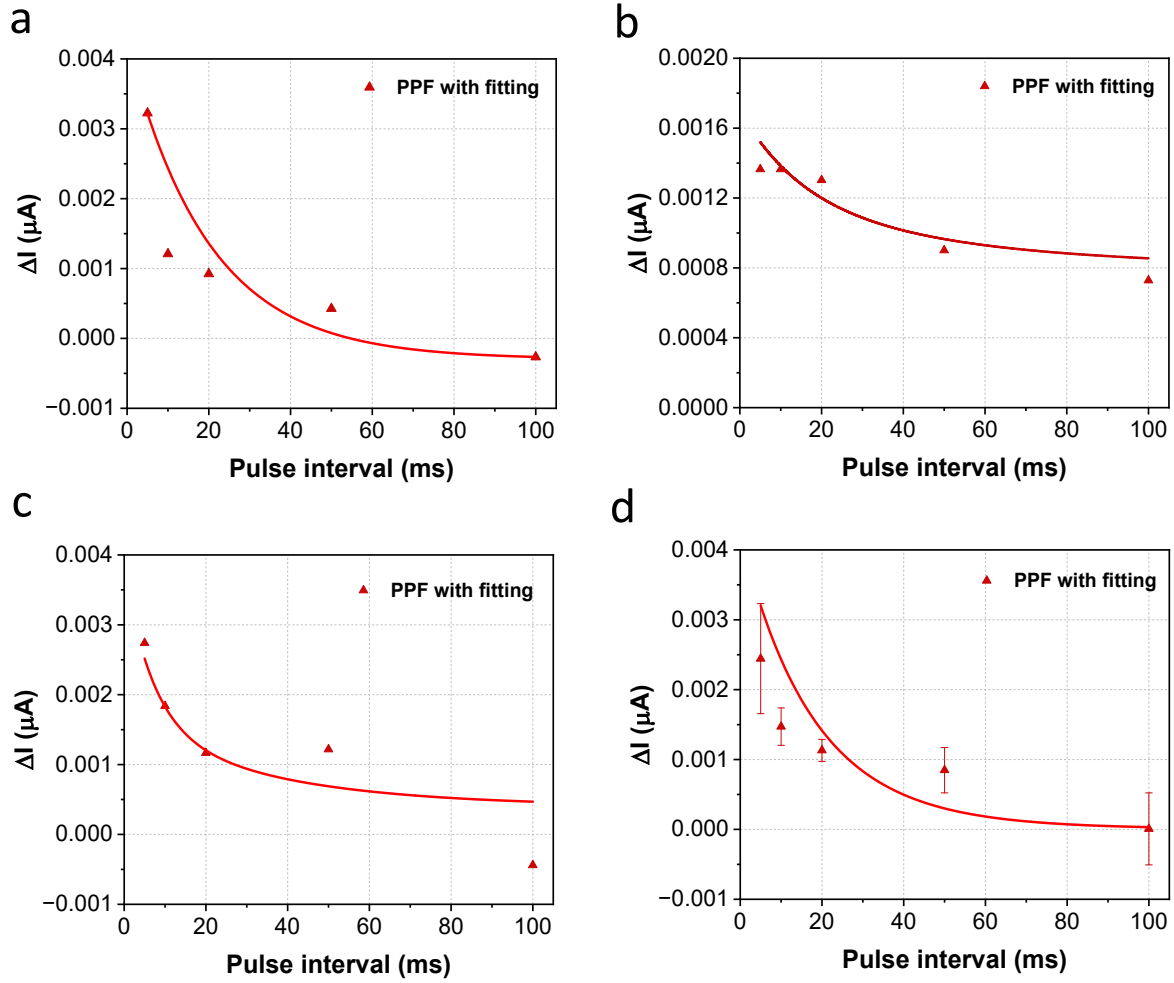 a
0.004
0.003
0.002
0.001
0.000
−0.001
ΔI (μA)
PPF with fitting
0 20 40 60 80 100
Pulse interval (ms)
b
0.0020
0.0016
0.0012
0.0008
0.0004
0.0000
ΔI (μA)
PPF with fitting
0 20 40 60 80 100
Pulse interval (ms)
c
0.004
0.003
0.002
0.001
0.000
−0.001
ΔI (μA)
PPF with fitting
0 20 40 60 80 100
Pulse interval (ms)
d
0.004
0.003
0.002
0.001
0.000
−0.001
ΔI (μA)
PPF with fitting
0 20 40 60 80 100
Pulse interval (ms)